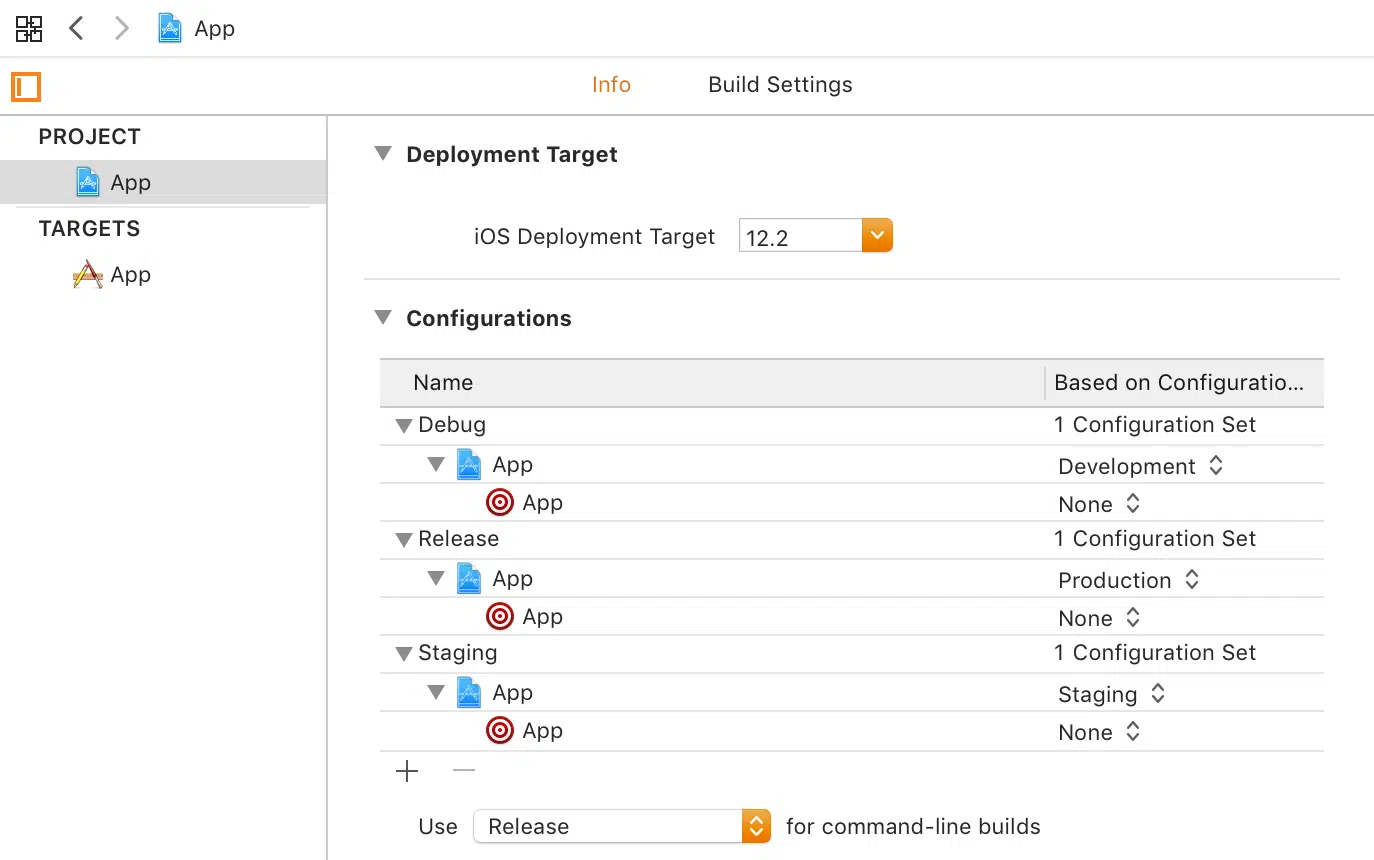 App
Info Build Settings
PROJECT
App
TARGETS
App
Deployment Target
iOS Deployment Target 12.2
Configurations
Name Based on Configuratio...
Debug 1 Configuration Set
App Development
App None
Release 1 Configuration Set
App Production
App None
Staging 1 Configuration Set
App Staging
App None
Use Release for command-line builds